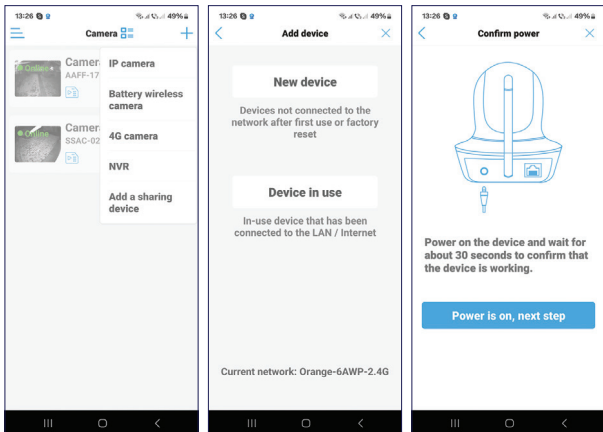 13:26 49%
Camera
Online
AAFF-17
IP camera
Battery wireless
camera
Online
Camera
SSAC-02
4G camera
NVR
Add a sharing
device
13:26 49%
Add device
New device
Devices not connected to the
network after first use or factory
reset
Device in use
In-use device that has been
connected to the LAN / Internet
Current network: Orange-6AWP-2.4G
13:26 49%
Confirm power
Power on the device and wait for
about 30 seconds to confirm that
the device is working.
Power is on, next step